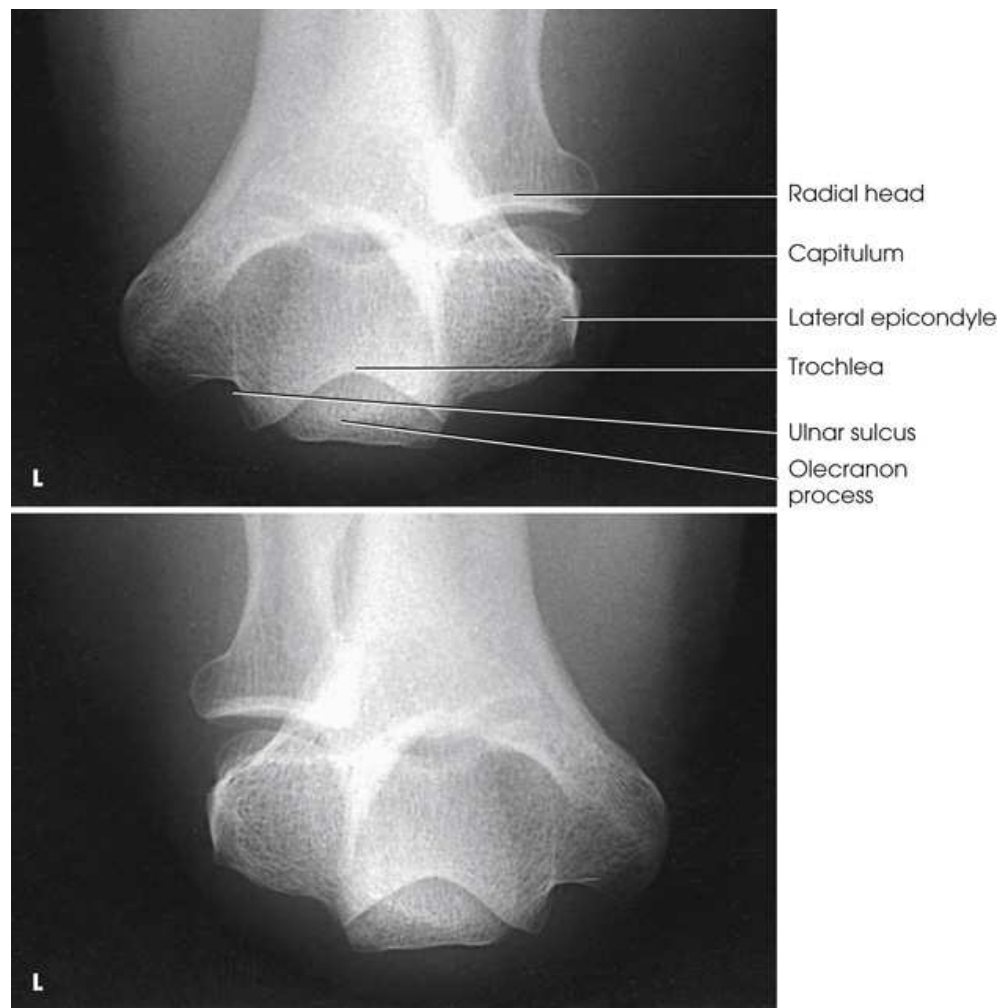 Radial head
Capitulum
Lateral epicondyle
Trochlea
Ulnar sulcus
Olecranon
process
L
L